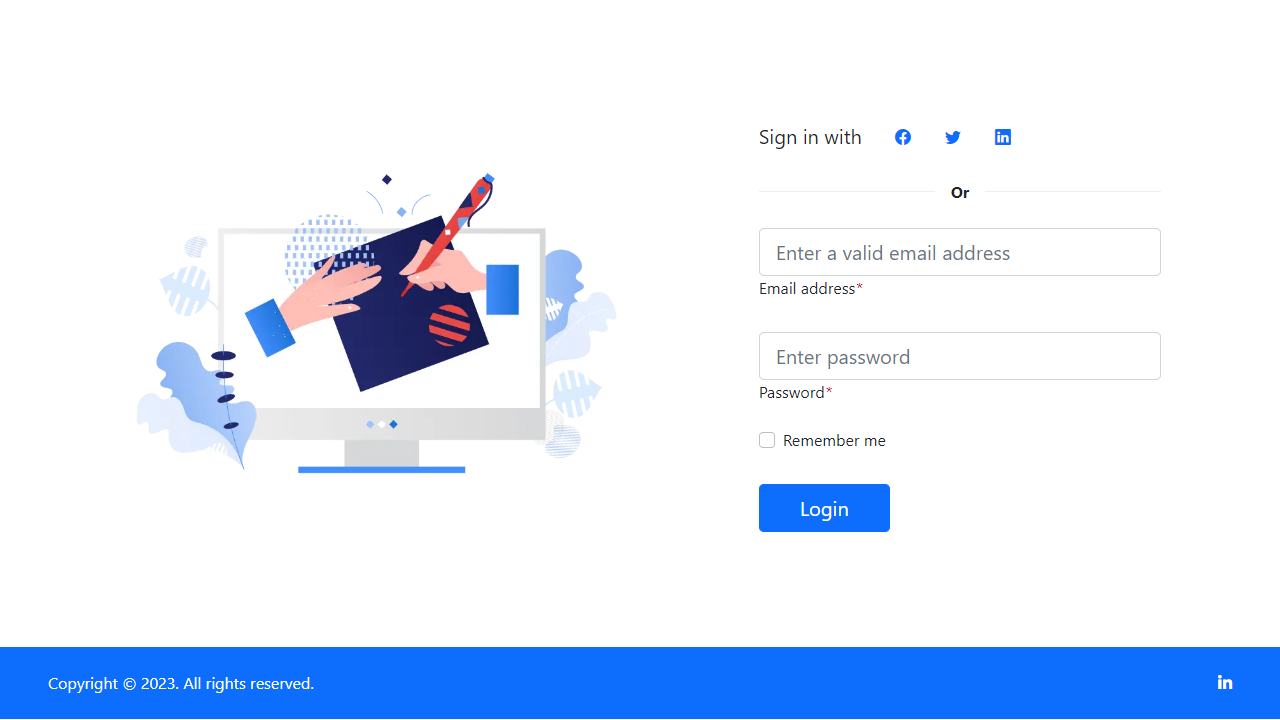 Sign in with
Or
Enter a valid email address
Email address*
Enter password
Password*
Remember me
Login
Copyright © 2023. All rights reserved.